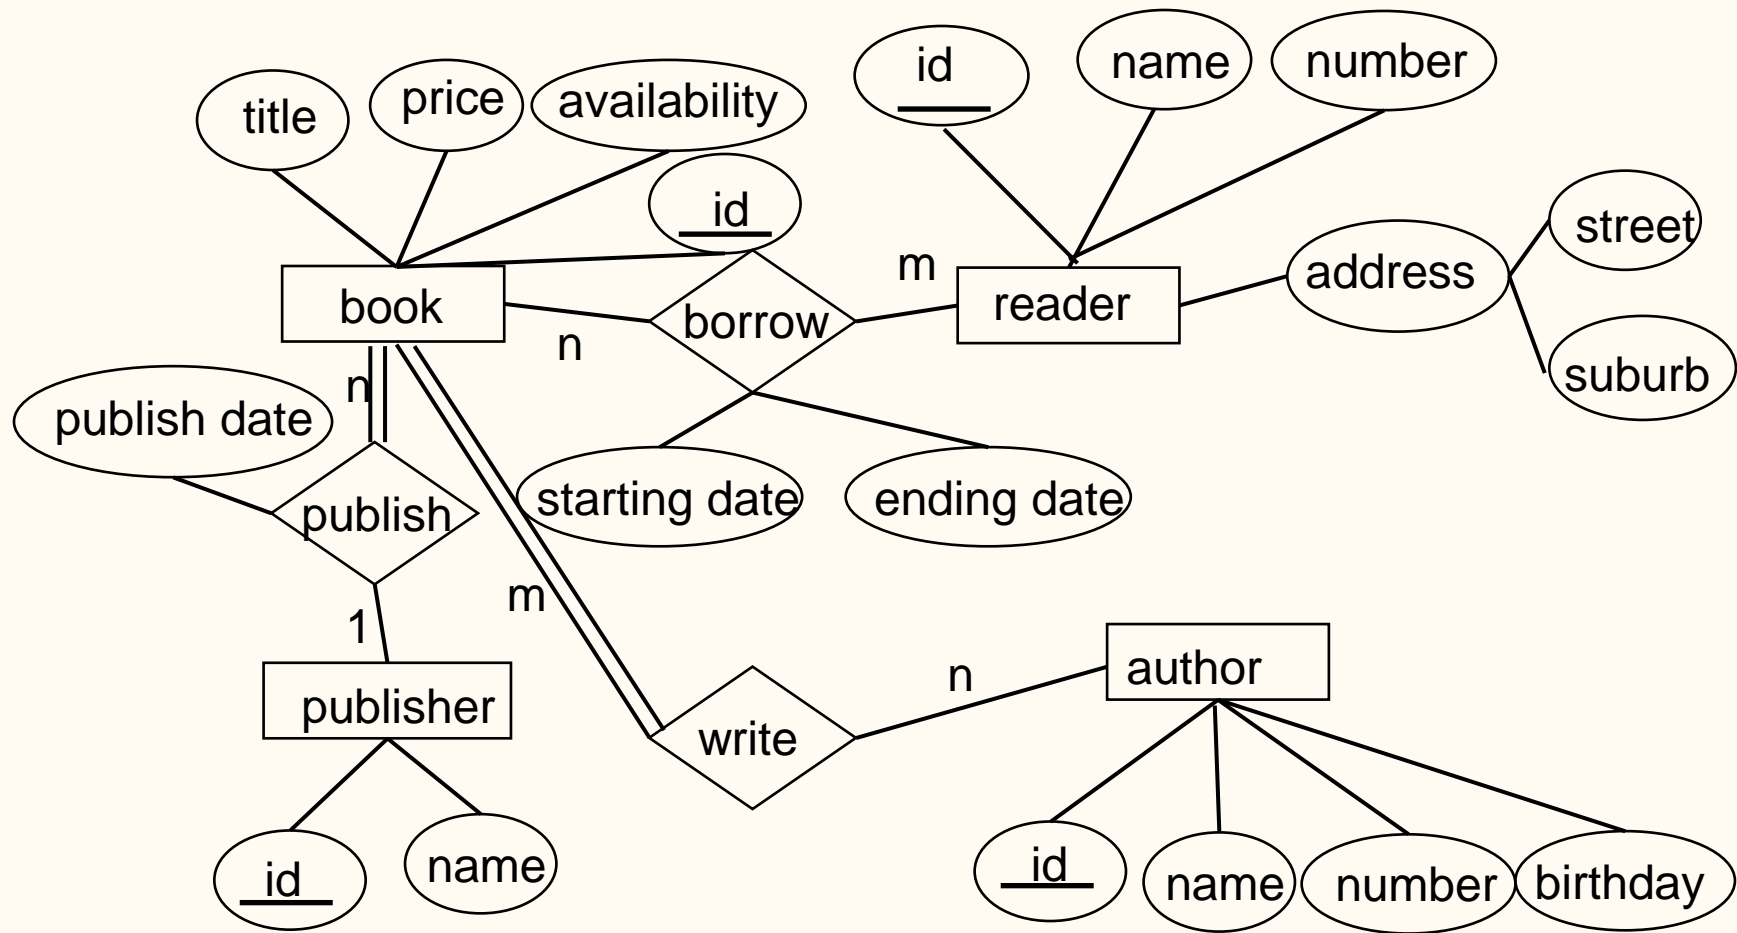 id
name
number
title
price
availability
id
street
address
m
book
borrow
reader
n
suburb
n
publish date
starting date
ending date
publish
m
1
author
n
publisher
write
id
name
id
name
number
birthday